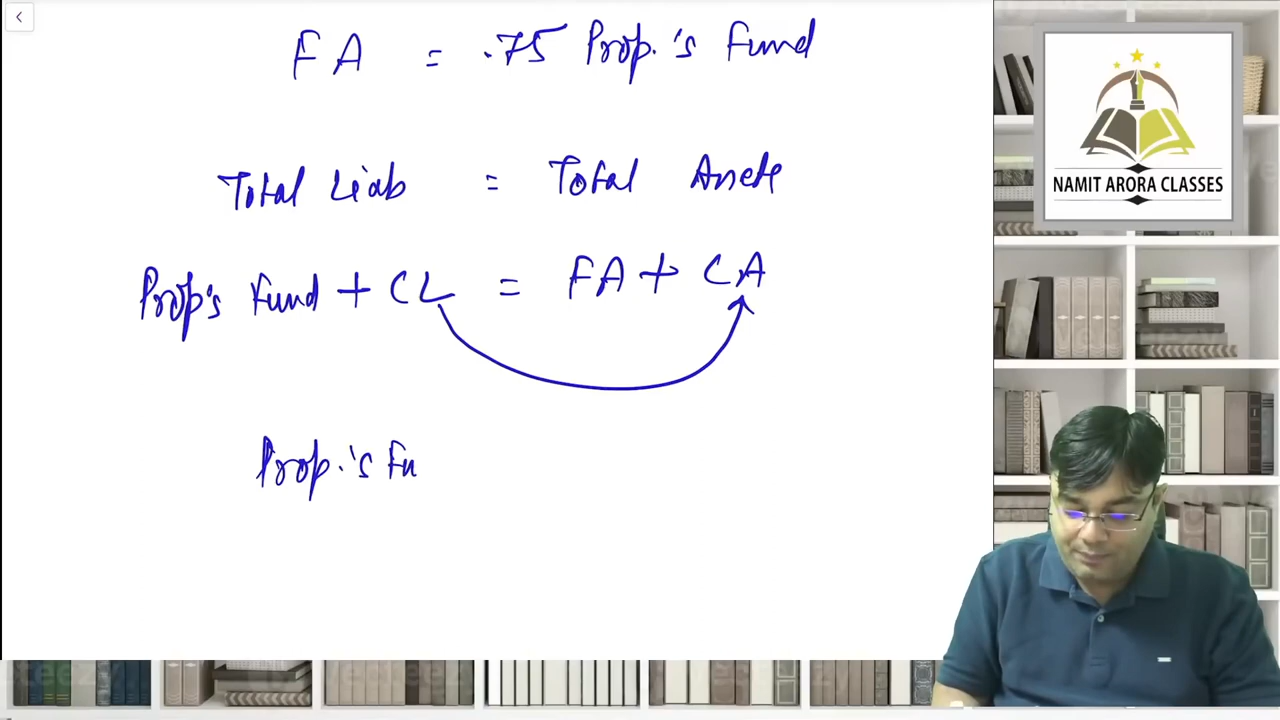 FA = .75 Prop.'s Fund
Total Liab = Total Assets
Prop's Fund + CL = FA + CA
Prop.'s Fu
NAMIT ARORA CLASSES